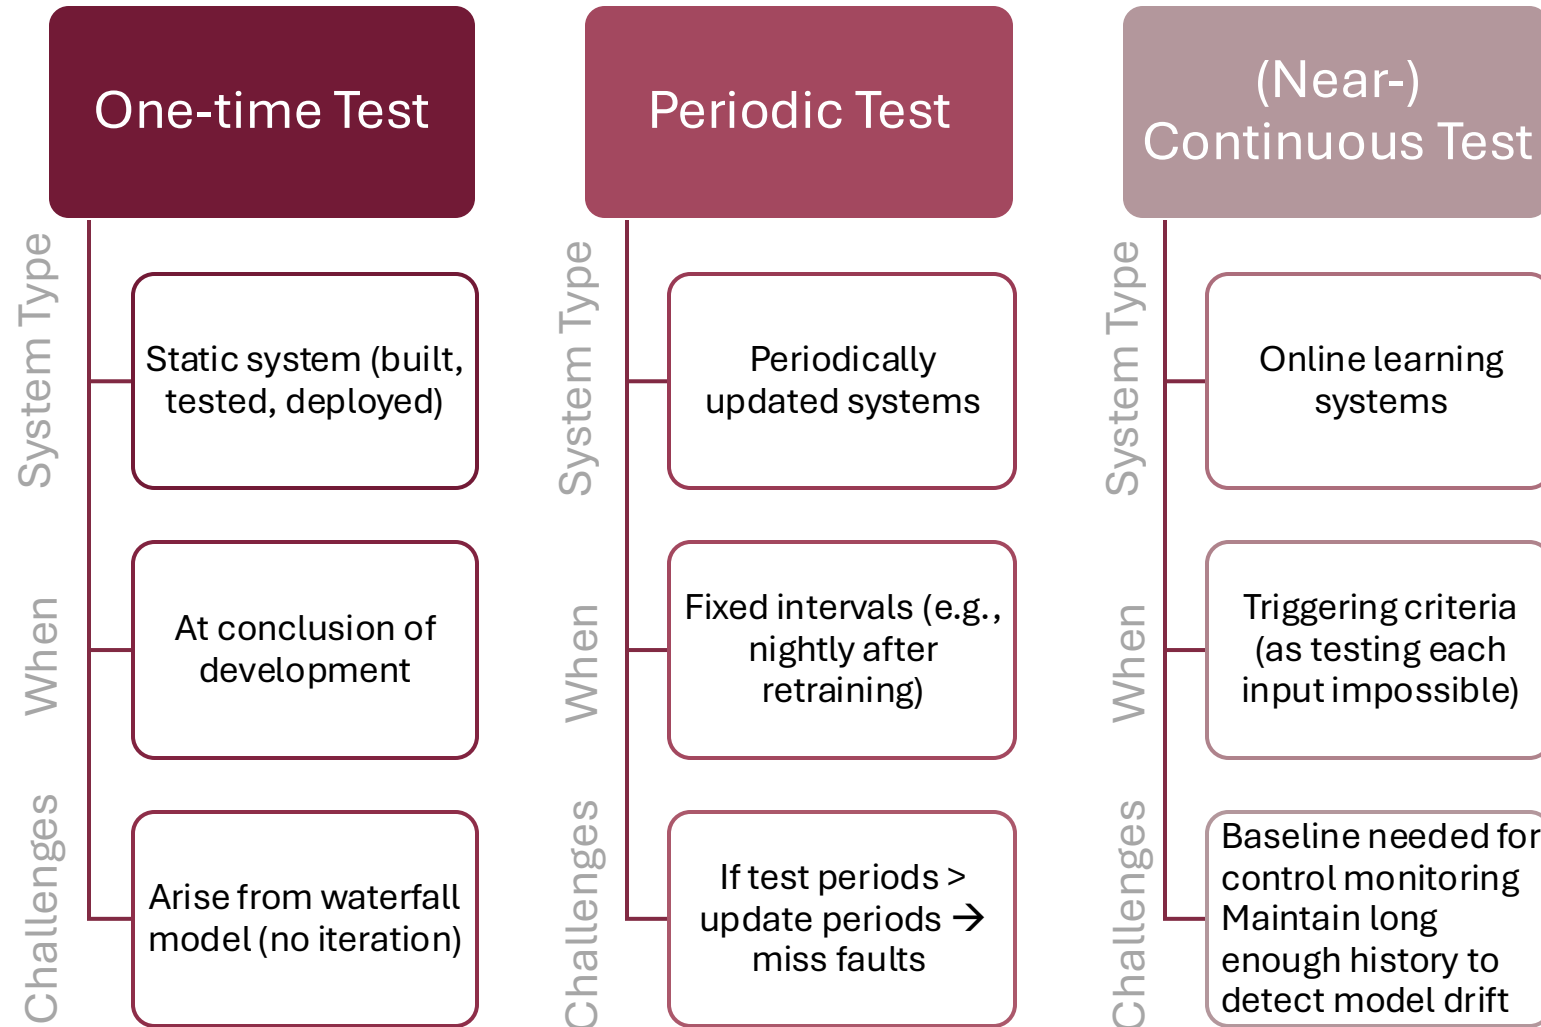 One-time Test
System Type
Static system (built,
tested, deployed)
When
At conclusion of
development
Challenges
Arise from waterfall
model (no iteration)
Periodic Test
System Type
Periodically
updated systems
When
Fixed intervals (e.g.,
nightly after
retraining)
Challenges
If test periods >
update periods →
miss faults
(Near-)
Continuous Test
System Type
Online learning
systems
When
Triggering criteria
(as testing each
input impossible)
Challenges
Baseline needed for
control monitoring
Maintain long
enough history to
detect model drift